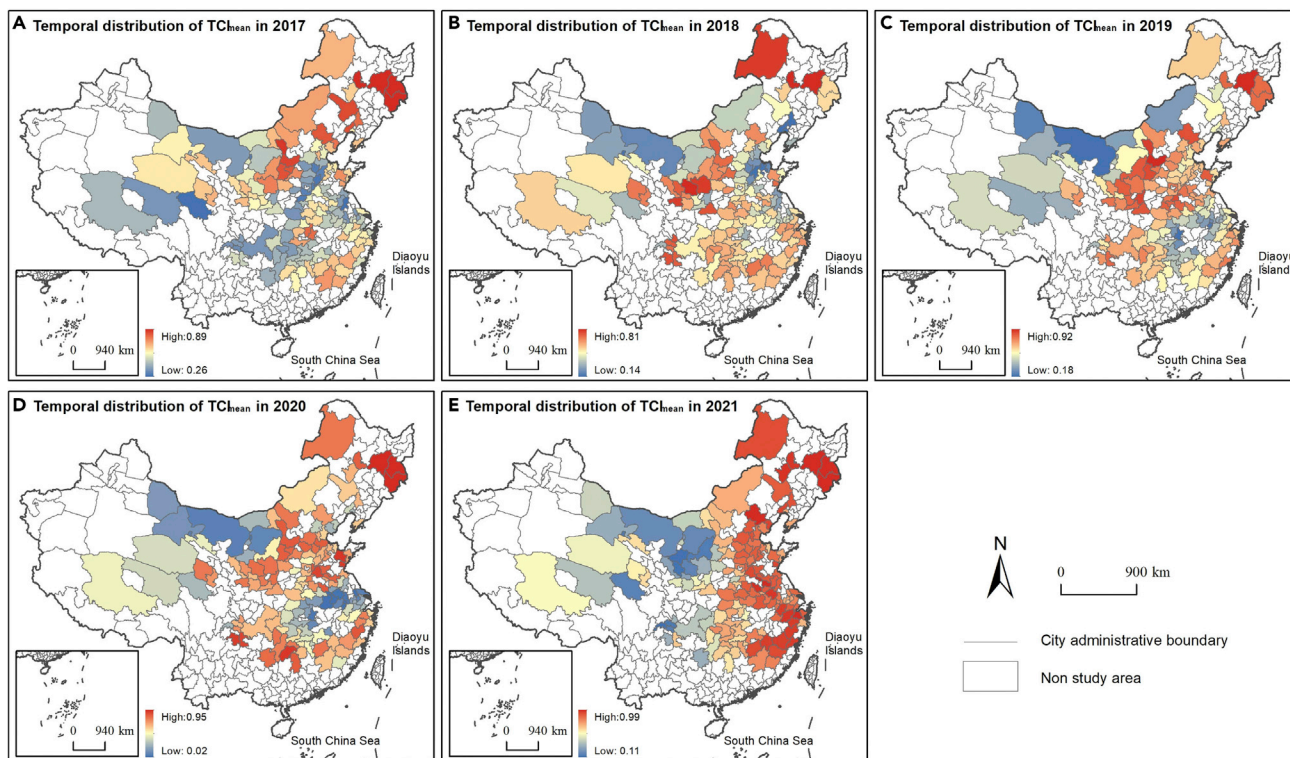 A Temporal distribution of TCImean in 2017
Diaoyu
Islands
0 940 km
High:0.89
Low: 0.26
South China Sea
B Temporal distribution of TCImean in 2018
Diaoyu
Islands
0 940 km
High:0.81
Low: 0.14
South China Sea
C Temporal distribution of TCImean in 2019
Diaoyu
Islands
0 940 km
High:0.92
Low: 0.18
South China Sea
D Temporal distribution of TCImean in 2020
Diaoyu
Islands
0 940 km
High:0.95
Low: 0.02
South China Sea
E Temporal distribution of TCImean in 2021
Diaoyu
Islands
0 940 km
High:0.99
Low: 0.11
South China Sea
N
0 900 km
City administrative boundary
Non study area